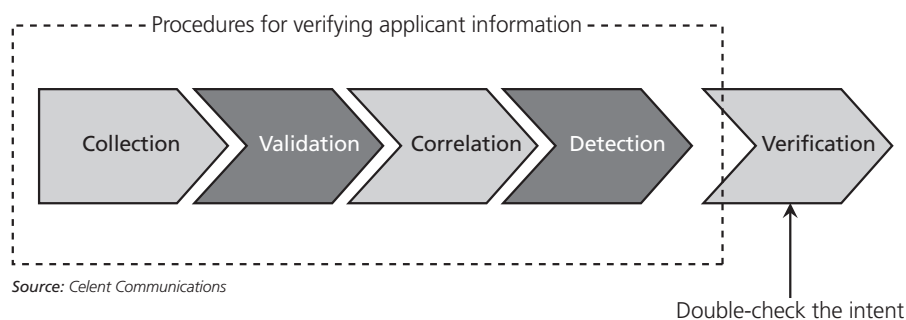 Procedures for verifying applicant information
Collection
Validation
Correlation
Detection
Verification
Source: Celent Communications
Double-check the intent